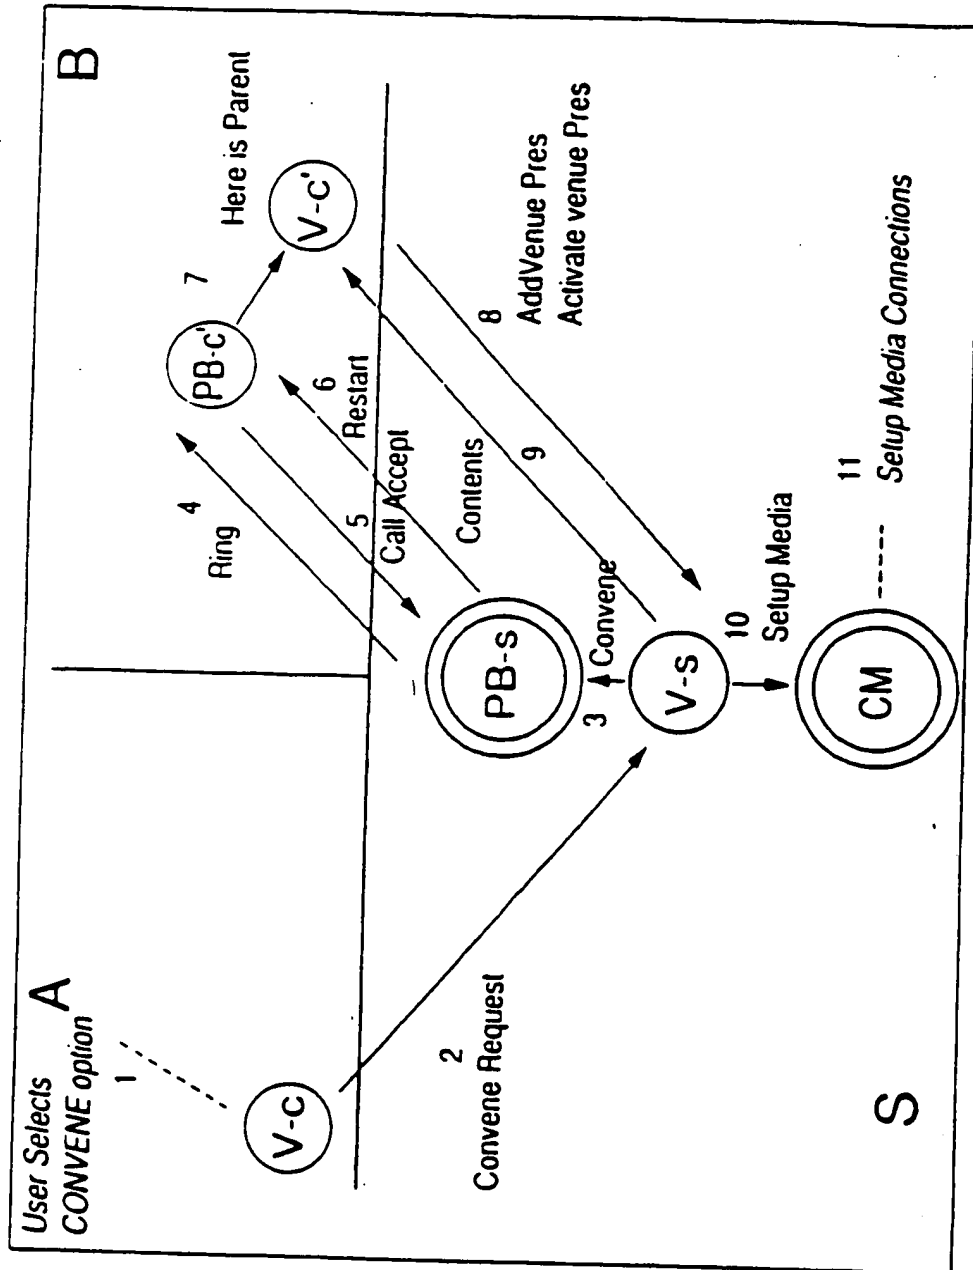 User Selects
CONVENE option
A
B
1
V-c
2
Convene Request
S
4
Ring
5
Call Accept
6
Restart
PB-c'
7
V-c'
Here is Parent
PB-s
3
Convene
Contents
V-s
9
8
AddVenue Pres
Activate venue Pres
10
Setup Media
CM
11
Setup Media Connections